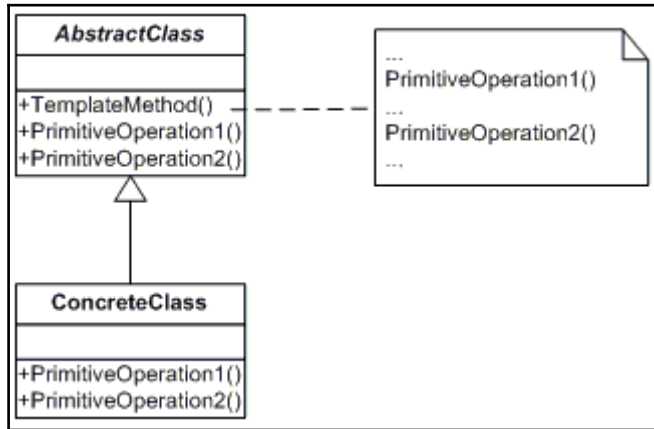 AbstractClass
+TemplateMethod()
+PrimitiveOperation1()
+PrimitiveOperation2()
...
PrimitiveOperation1()
...
PrimitiveOperation2()
...
ConcreteClass
+PrimitiveOperation1()
+PrimitiveOperation2()